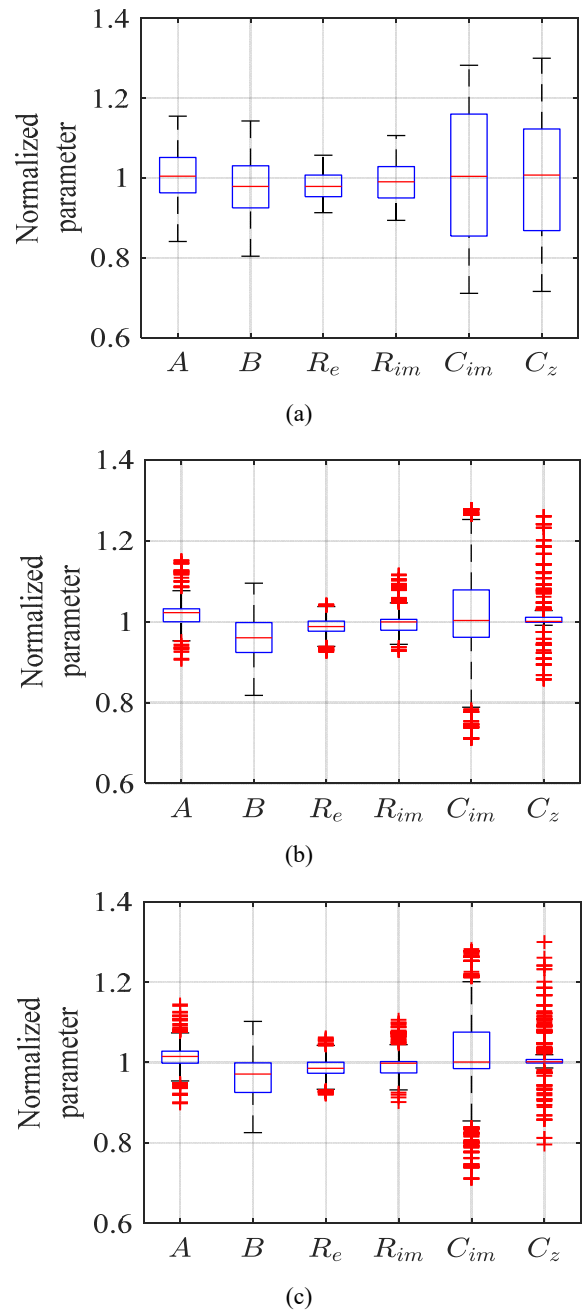 1.4
1.2
1
0.8
0.6
Normalized
parameter
A B R_e R_im C_im C_z
(a)
1.4
1.2
1
0.8
0.6
Normalized
parameter
A B R_e R_im C_im C_z
(b)
1.4
1.2
1
0.8
0.6
Normalized
parameter
A B R_e R_im C_im C_z
(c)